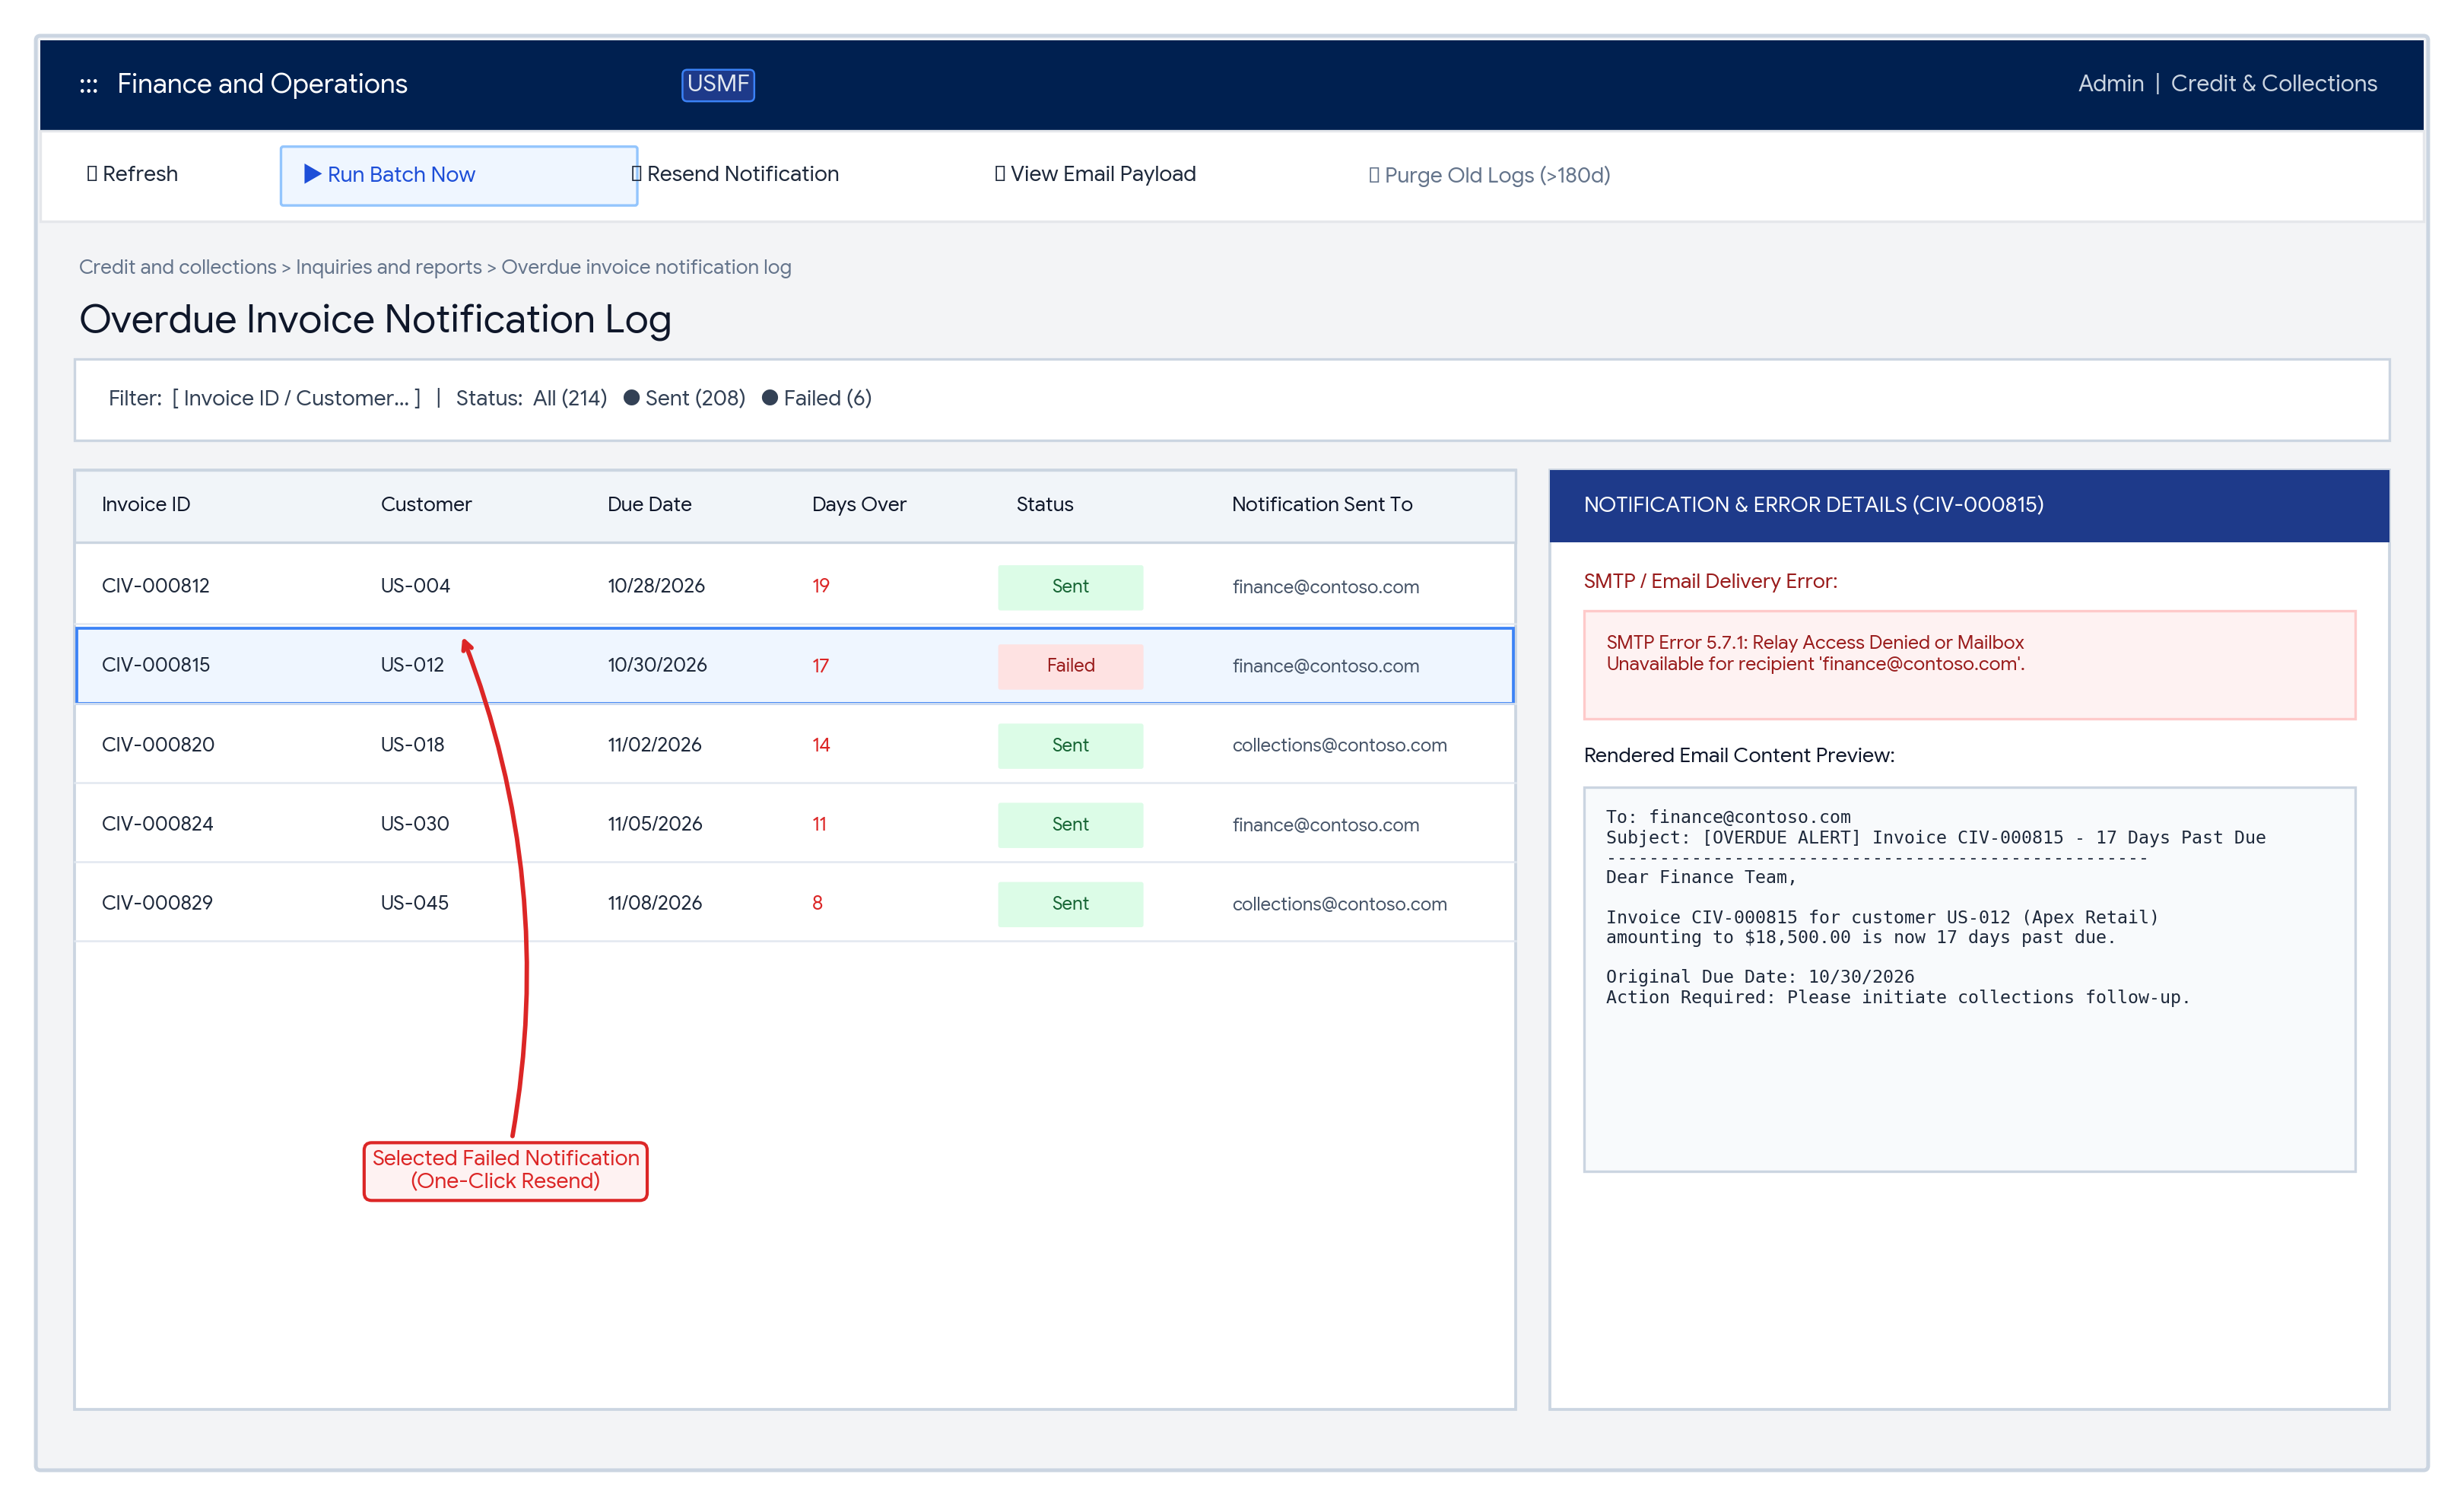 ::: Finance and Operations
USMF
Admin | Credit & Collections
Refresh
▶ Run Batch Now
Resend Notification
View Email Payload
Purge Old Logs (>180d)
Credit and collections > Inquiries and reports > Overdue invoice notification log
Overdue Invoice Notification Log
Filter: [ Invoice ID / Customer... ] | Status: All (214) ● Sent (208) ● Failed (6)
Invoice ID Customer Due Date Days Over Status Notification Sent To
CIV-000812 US-004 10/28/2026 19 Sent finance@contoso.com
CIV-000815 US-012 10/30/2026 17 Failed finance@contoso.com
CIV-000820 US-018 11/02/2026 14 Sent collections@contoso.com
CIV-000824 US-030 11/05/2026 11 Sent finance@contoso.com
CIV-000829 US-045 11/08/2026 8 Sent collections@contoso.com
Selected Failed Notification
(One-Click Resend)
NOTIFICATION & ERROR DETAILS (CIV-000815)
SMTP / Email Delivery Error:
SMTP Error 5.7.1: Relay Access Denied or Mailbox
Unavailable for recipient 'finance@contoso.com'.
Rendered Email Content Preview:
To: finance@contoso.com
Subject: [OVERDUE ALERT] Invoice CIV-000815 - 17 Days Past Due
---------------------------------------------------
Dear Finance Team,
Invoice CIV-000815 for customer US-012 (Apex Retail)
amounting to $18,500.00 is now 17 days past due.
Original Due Date: 10/30/2026
Action Required: Please initiate collections follow-up.